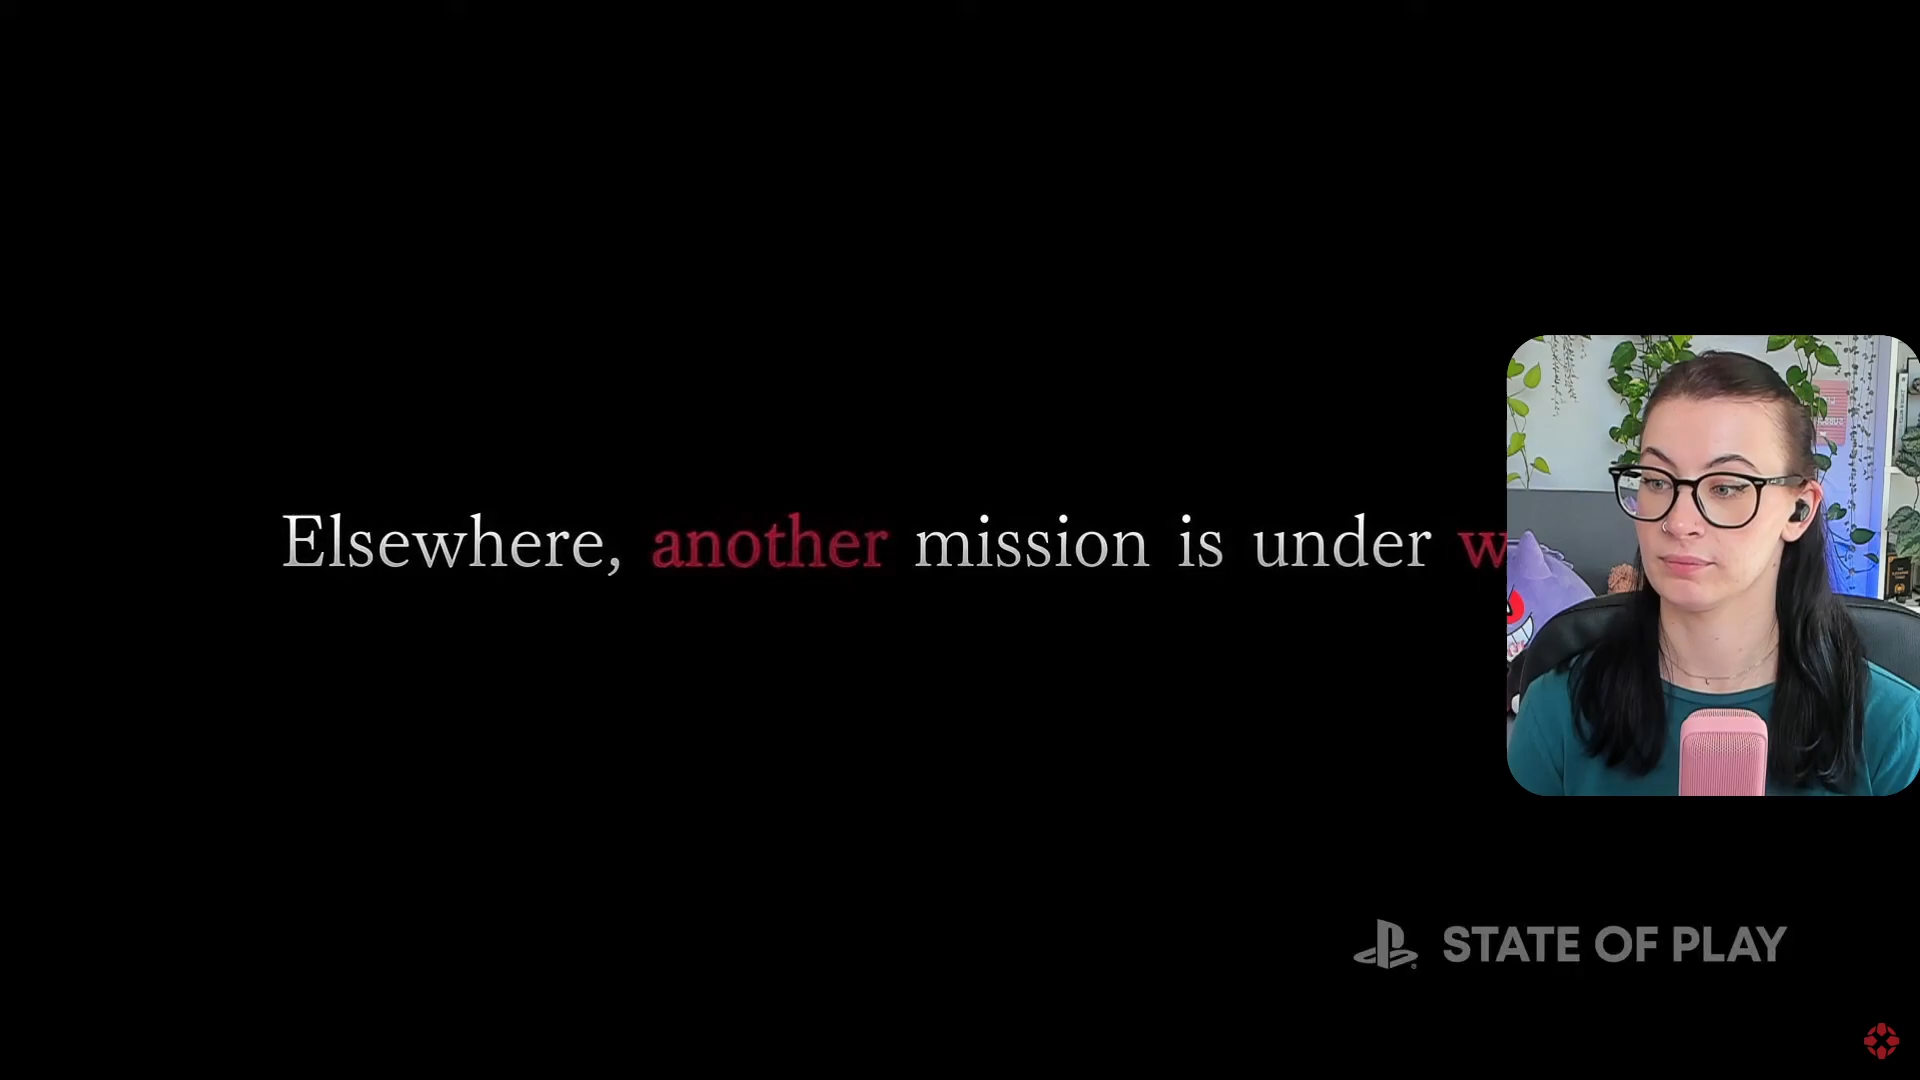 Elsewhere, another mission is under w
STATE OF PLAY